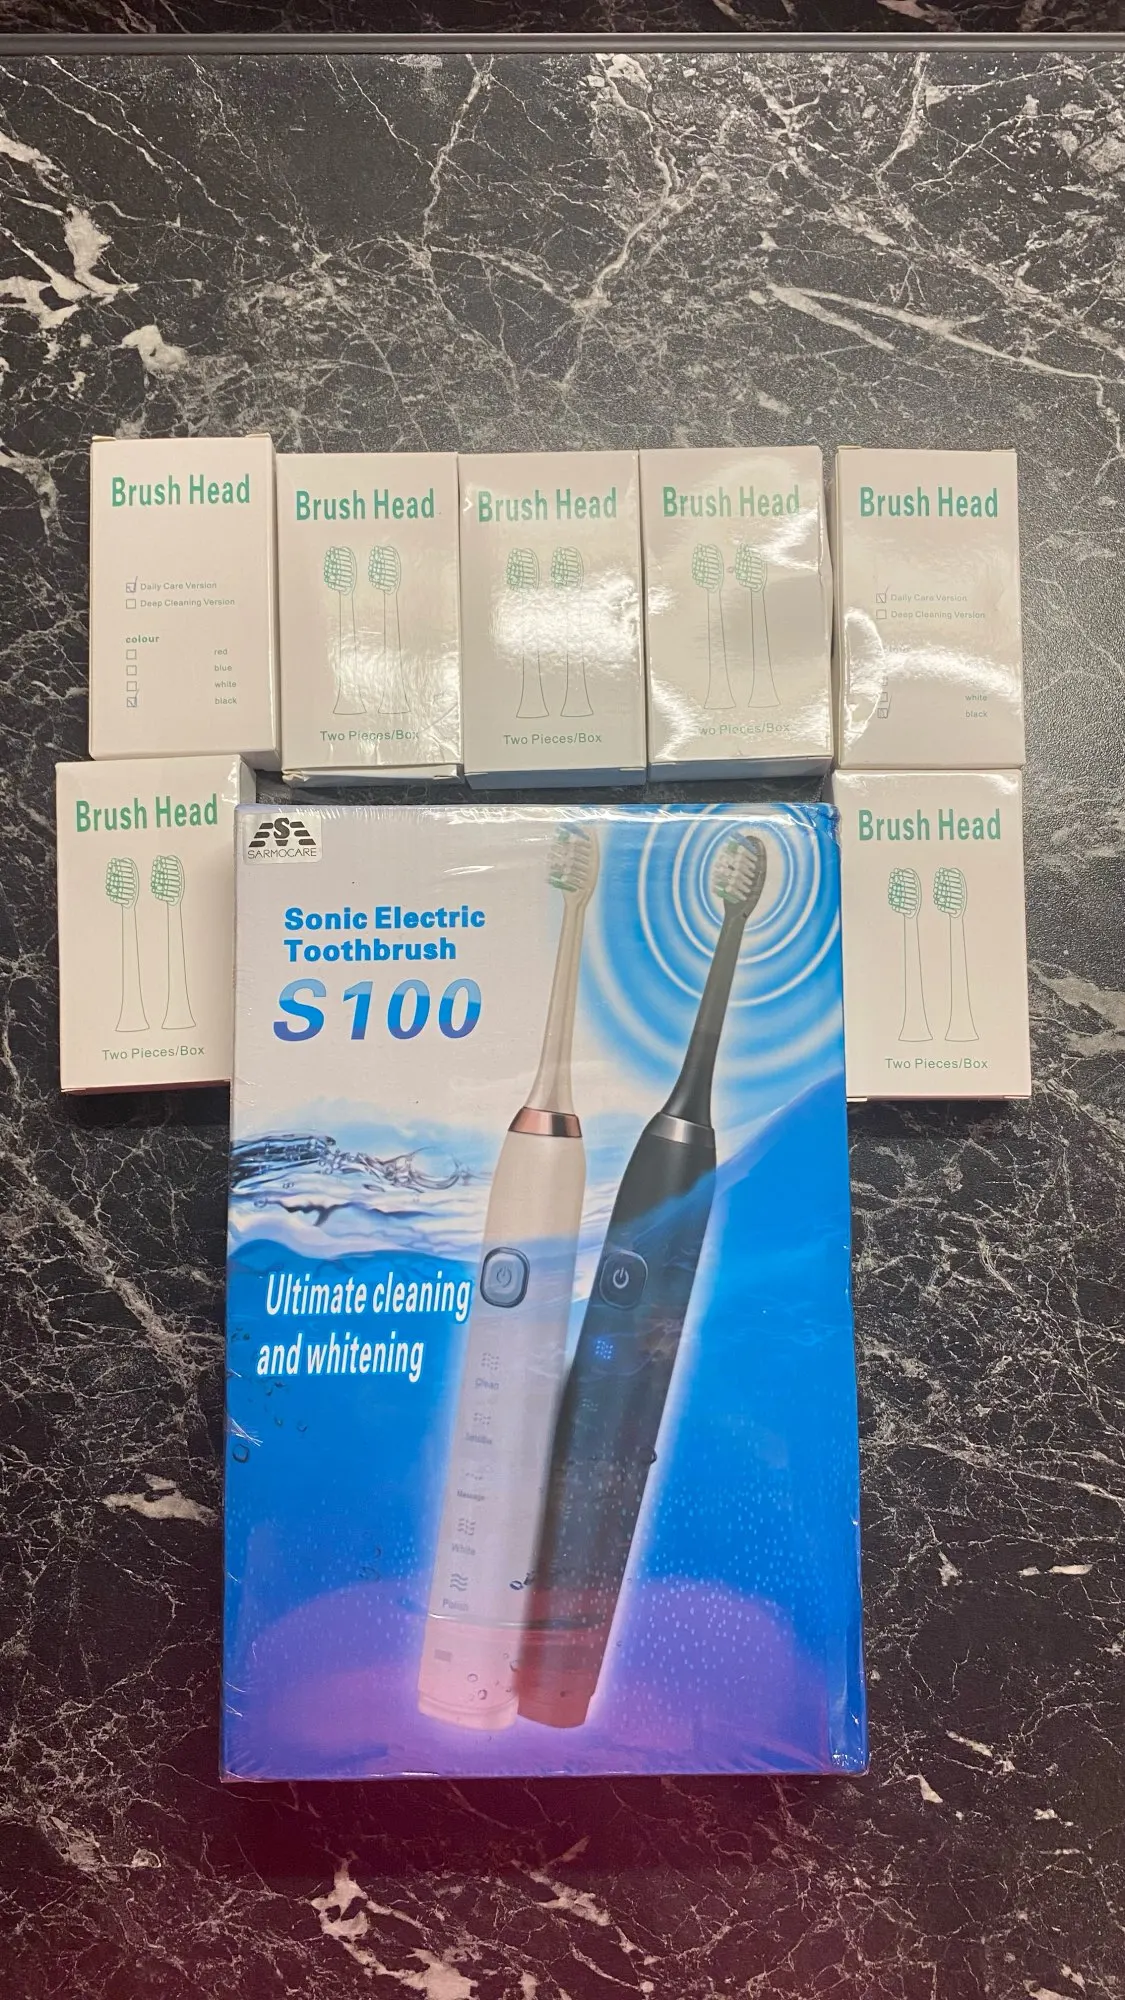 Brush Head
Daily Care Version
Deep Cleaning Version
colour
red
blue
white
black
Brush Head
Two Pieces/Box
Brush Head
Two Pieces/Box
Brush Head
Two Pieces/Box
Brush Head
Daily Care Version
Deep Cleaning Version
white
black
Brush Head
Two Pieces/Box
SARMOCARE
Sonic Electric
Toothbrush
S100
Ultimate cleaning
and whitening
Clean
Massage
White
Polish
Brush Head
Two Pieces/Box